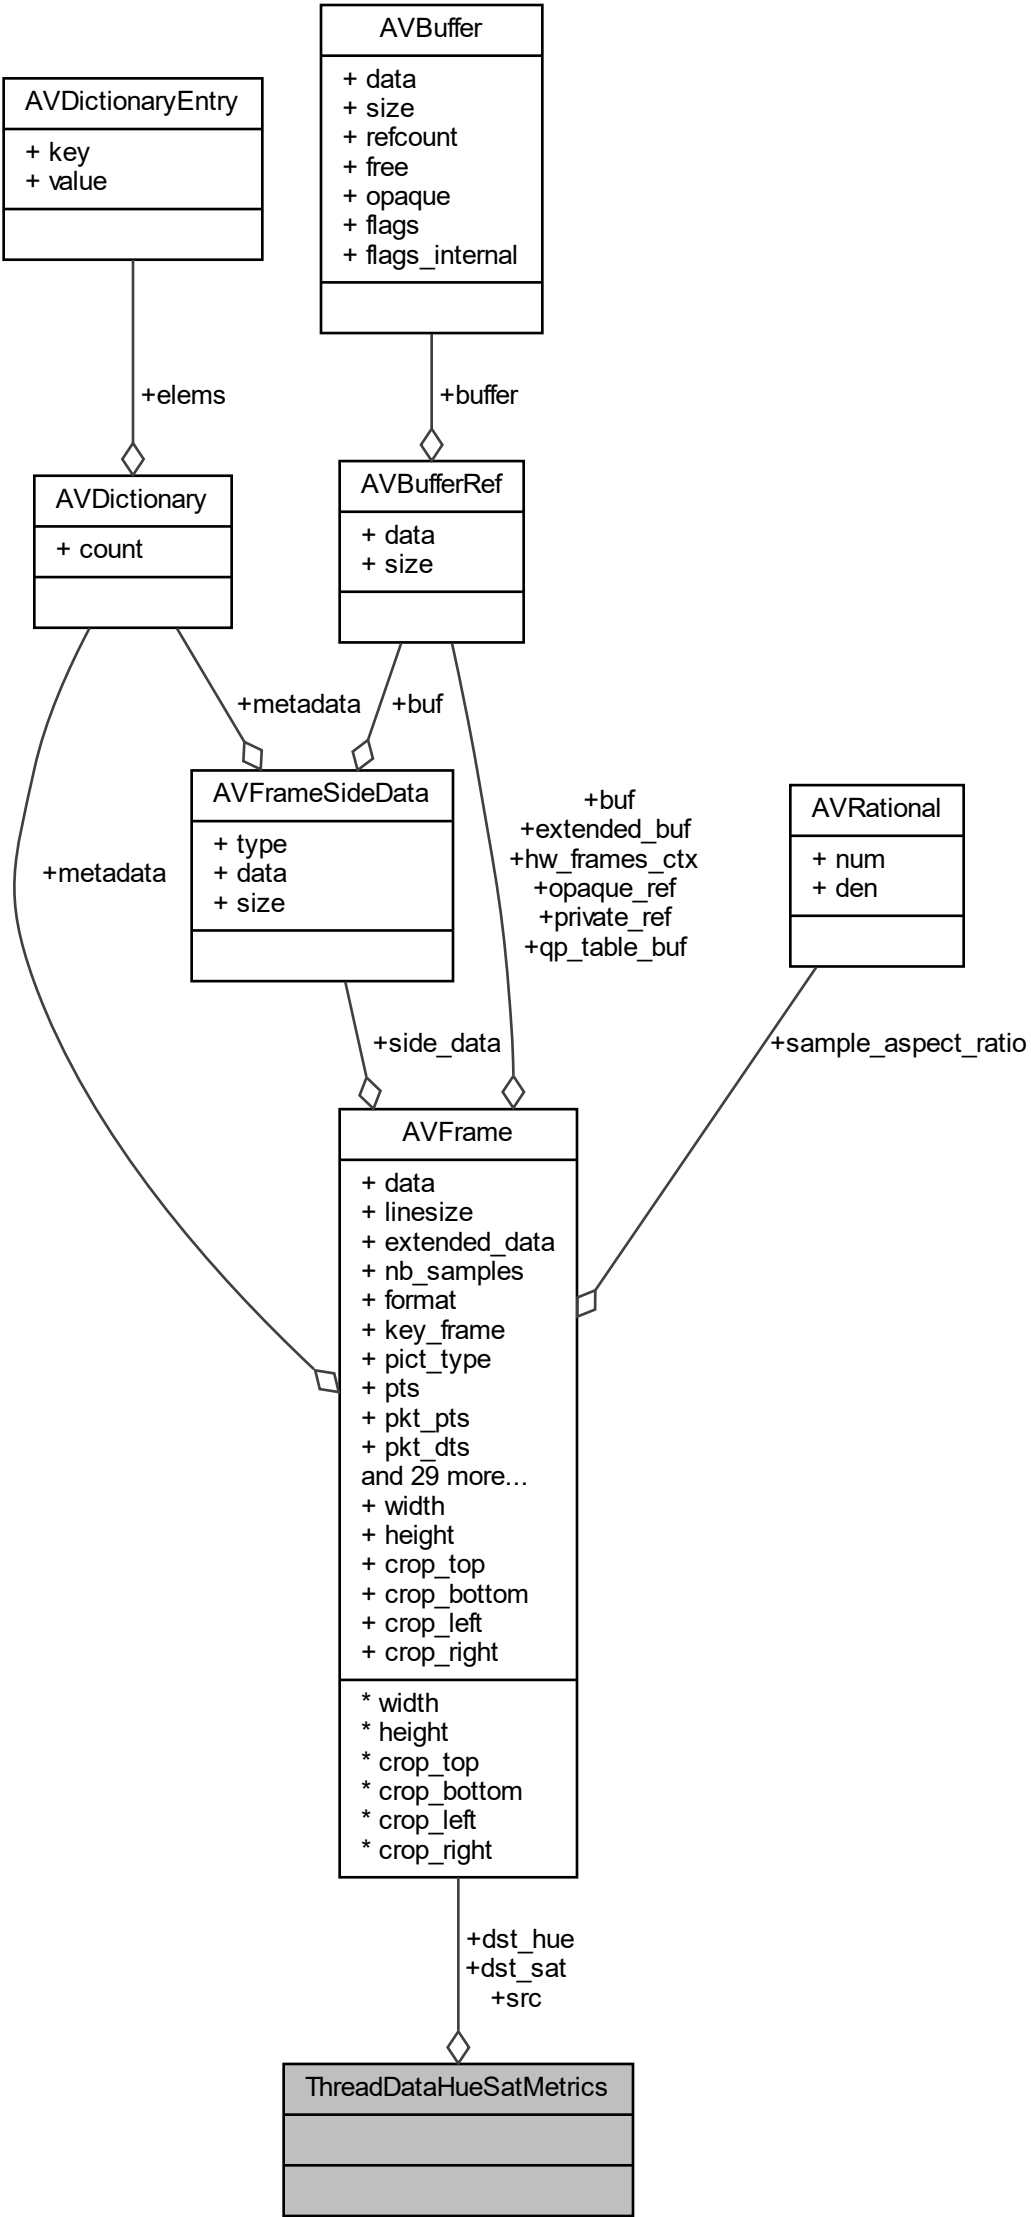 AVBuffer
+ data
+ size
+ refcount
+ free
+ opaque
+ flags
+ flags_internal
AVDictionaryEntry
+ key
+ value
+elems
+buffer
AVDictionary
+ count
AVBufferRef
+ data
+ size
+metadata
+buf
AVFrameSideData
+ type
+ data
+ size
+buf
+extended_buf
+hw_frames_ctx
+opaque_ref
+private_ref
+qp_table_buf
AVRational
+ num
+ den
+metadata
+side_data
+sample_aspect_ratio
AVFrame
+ data
+ linesize
+ extended_data
+ nb_samples
+ format
+ key_frame
+ pict_type
+ pts
+ pkt_pts
+ pkt_dts
and 29 more...
+ width
+ height
+ crop_top
+ crop_bottom
+ crop_left
+ crop_right
* width
* height
* crop_top
* crop_bottom
* crop_left
* crop_right
+dst_hue
+dst_sat
+src
ThreadDataHueSatMetrics